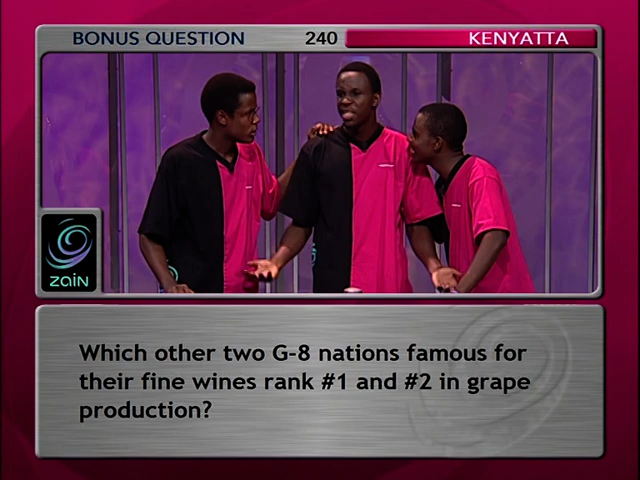 BONUS QUESTION 240 KENYATTA
zain
Which other two G-8 nations famous for
their fine wines rank #1 and #2 in grape
production?